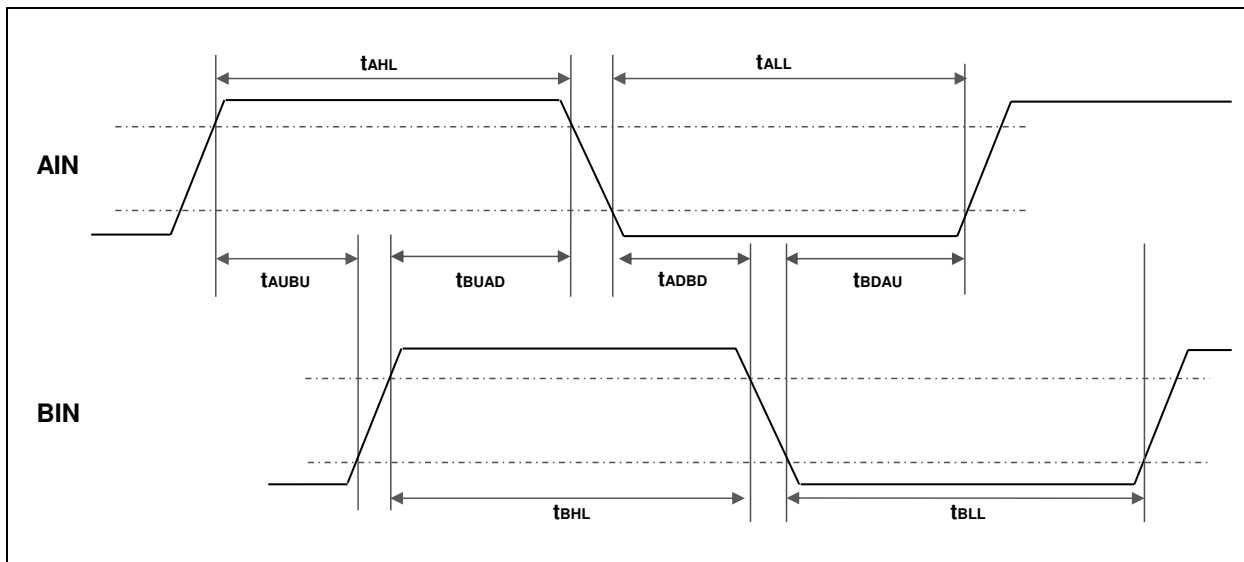 tAHL
tALL
AIN
tAUBU
tBUAD
tADBD
tBDAU
BIN
tBHL
tBLL